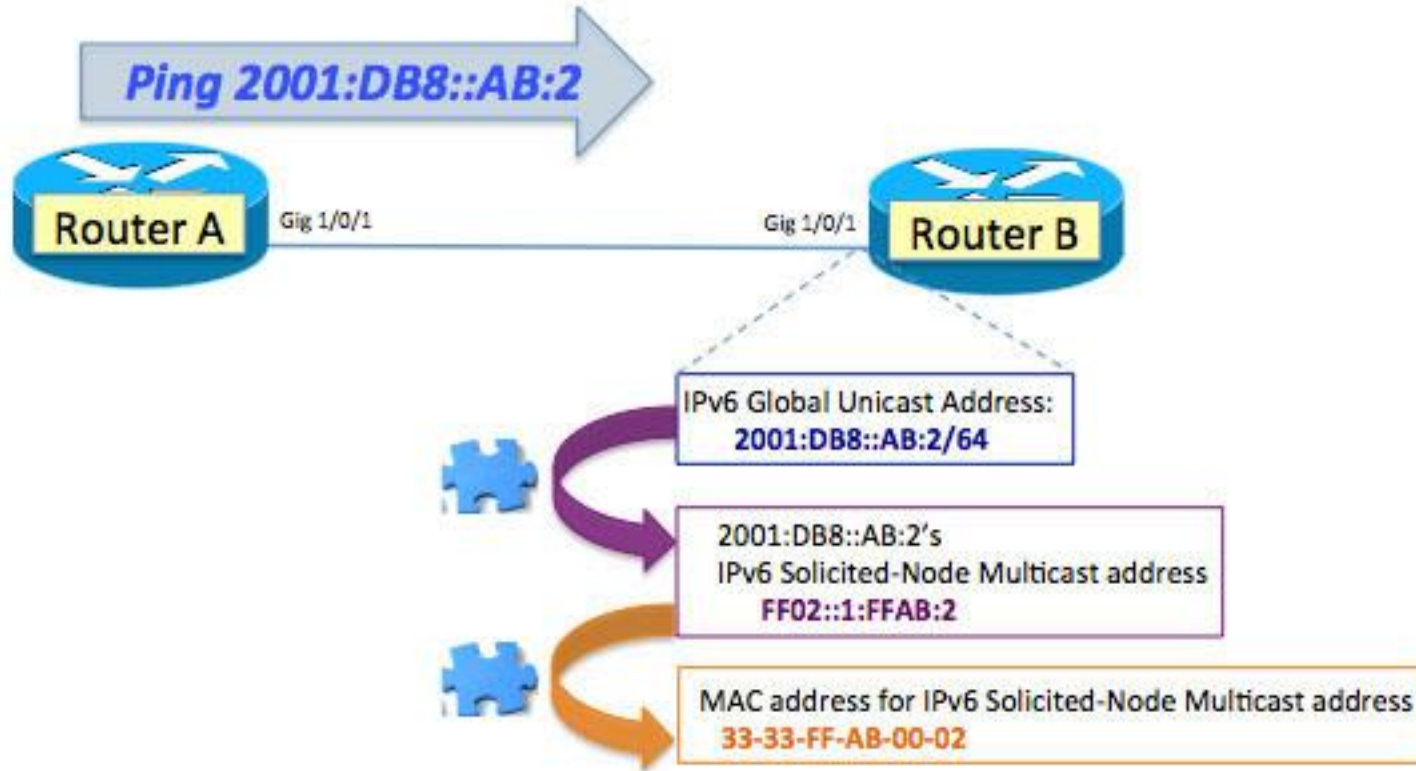 Ping 2001:DB8::AB:2
Router A
Gig 1/0/1
Gig 1/0/1
Router B
IPv6 Global Unicast Address:
2001:DB8::AB:2/64
2001:DB8::AB:2's
IPv6 Solicited-Node Multicast address
FF02::1:FFAB:2
MAC address for IPv6 Solicited-Node Multicast address
33-33-FF-AB-00-02